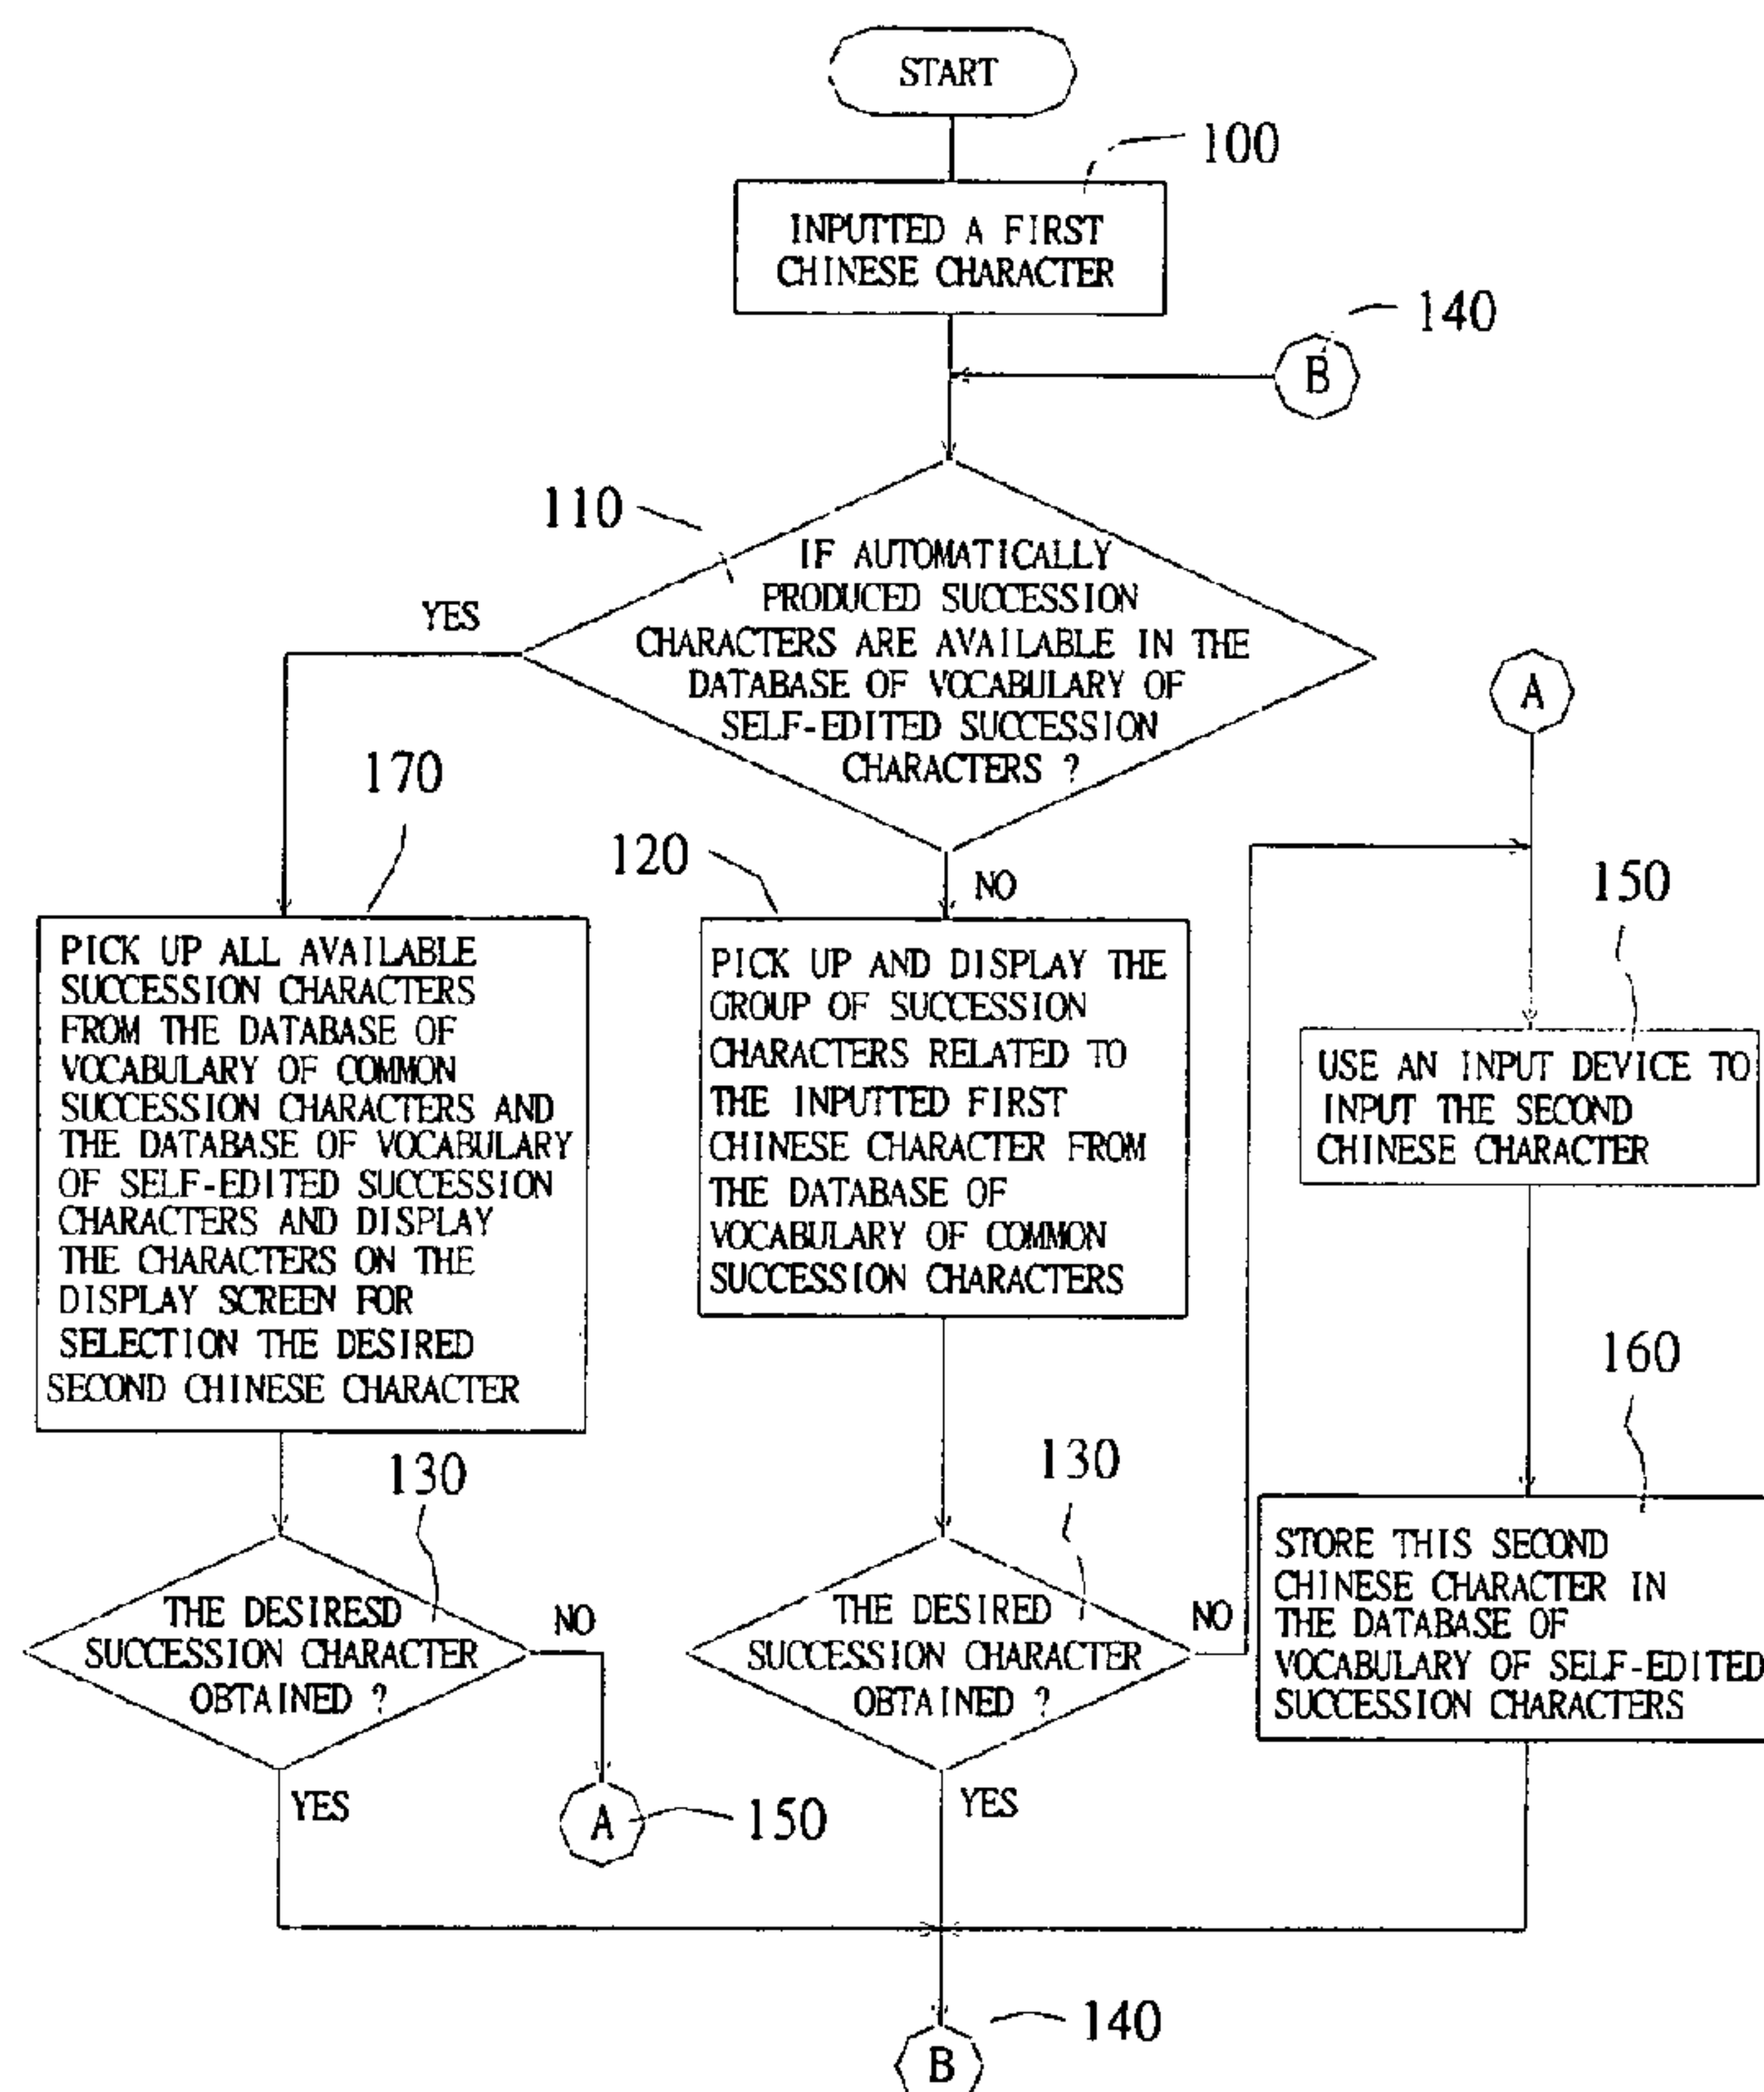 START
100
INPUTTED A FIRST
CHINESE CHARACTER
140
B
110
IF AUTOMATICALLY
PRODUCED SUCCESSION
CHARACTERS ARE AVAILABLE IN THE
DATABASE OF VOCABULARY OF
SELF-EDITED SUCCESSION
CHARACTERS ?
YES
NO
170
PICK UP ALL AVAILABLE
SUCCESSION CHARACTERS
FROM THE DATABASE OF
VOCABULARY OF COMMON
SUCCESSION CHARACTERS AND
THE DATABASE OF VOCABULARY
OF SELF-EDITED SUCCESSION
CHARACTERS AND DISPLAY
THE CHARACTERS ON THE
DISPLAY SCREEN FOR
SELECTION THE DESIRED
SECOND CHINESE CHARACTER
120
PICK UP AND DISPLAY THE
GROUP OF SUCCESSION
CHARACTERS RELATED TO
THE INPUTTED FIRST
CHINESE CHARACTER FROM
THE DATABASE OF
VOCABULARY OF COMMON
SUCCESSION CHARACTERS
A
150
USE AN INPUT DEVICE TO
INPUT THE SECOND
CHINESE CHARACTER
160
STORE THIS SECOND
CHINESE CHARACTER IN
THE DATABASE OF
VOCABULARY OF SELF-EDITED
SUCCESSION CHARACTERS
130
THE DESIRESD
SUCCESSION CHARACTER
OBTAINED ?
NO
YES
A
150
130
THE DESIRED
SUCCESSION CHARACTER
OBTAINED ?
NO
YES
140
B